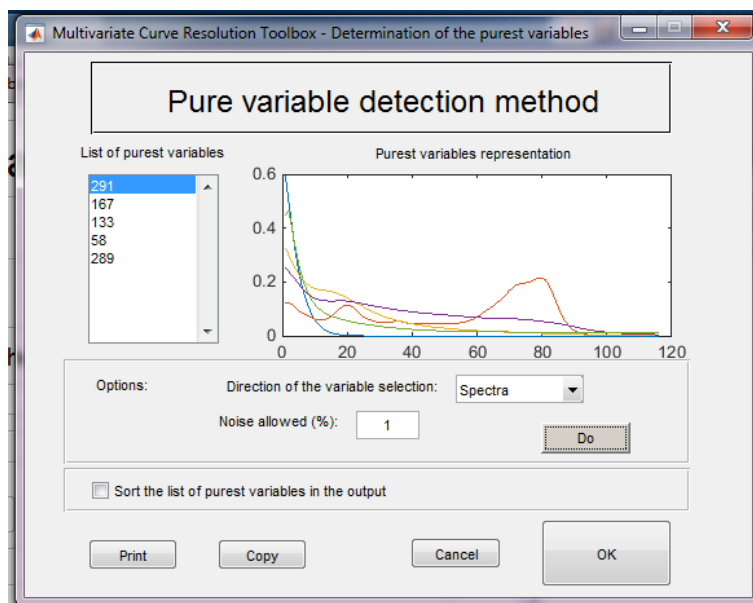 Multivariate Curve Resolution Toolbox - Determination of the purest variables
Pure variable detection method
List of purest variables
291
167
133
58
289
Purest variables representation
0.6
0.4
0.2
0
0 20 40 60 80 100 120
Options:
Direction of the variable selection: Spectra
Noise allowed (%): 1
Do
Sort the list of purest variables in the output
Print Copy Cancel OK